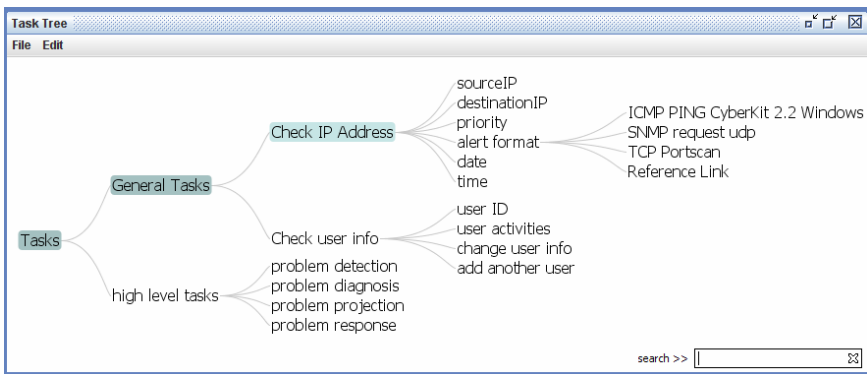 Task Tree
File Edit
sourceIP
destinationIP
Check IP Address
priority
alert format
date
time
ICMP PING CyberKit 2.2 Windows
SNMP request udp
TCP Portscan
Reference Link
General Tasks
user ID
user activities
Check user info
change user info
add another user
Tasks
problem detection
problem diagnosis
high level tasks
problem projection
problem response
search >>